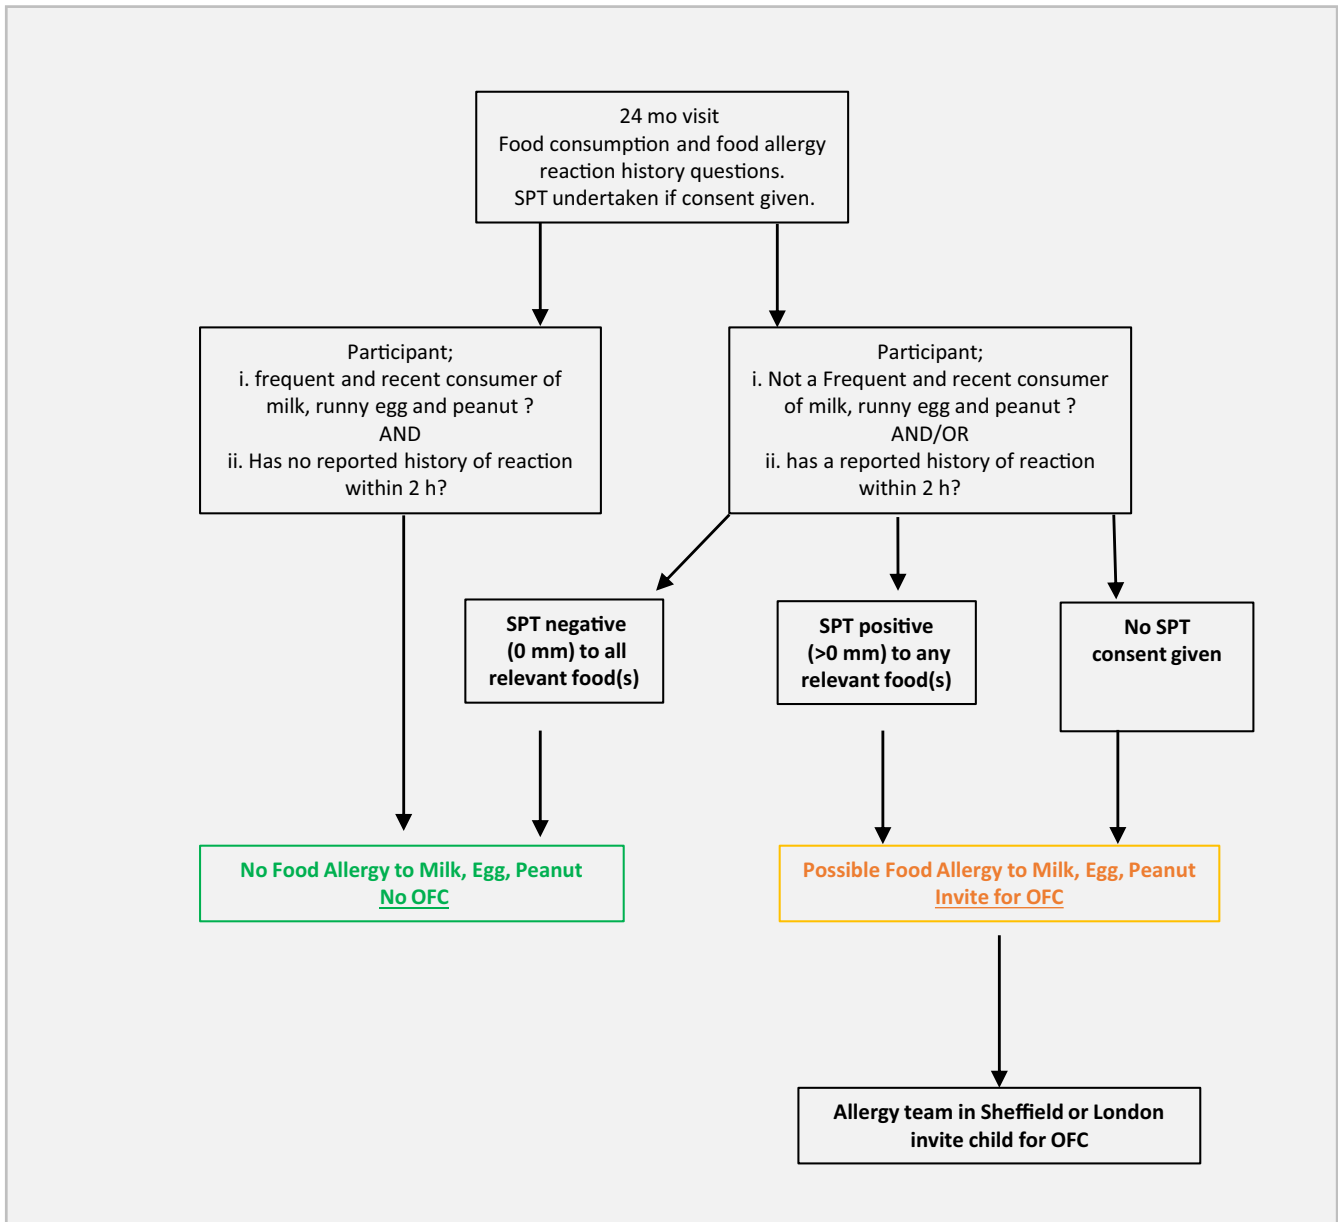 24 mo visit
Food consumption and food allergy
reaction history questions.
SPT undertaken if consent given.
Participant;
i. frequent and recent consumer of
milk, runny egg and peanut ?
AND
ii. Has no reported history of reaction
within 2 h?
Participant;
i. Not a Frequent and recent consumer
of milk, runny egg and peanut ?
AND/OR
ii. has a reported history of reaction
within 2 h?
SPT negative
(0 mm) to all
relevant food(s)
SPT positive
(>0 mm) to any
relevant food(s)
No SPT
consent given
No Food Allergy to Milk, Egg, Peanut
No OFC
Possible Food Allergy to Milk, Egg, Peanut
Invite for OFC
Allergy team in Sheffield or London
invite child for OFC